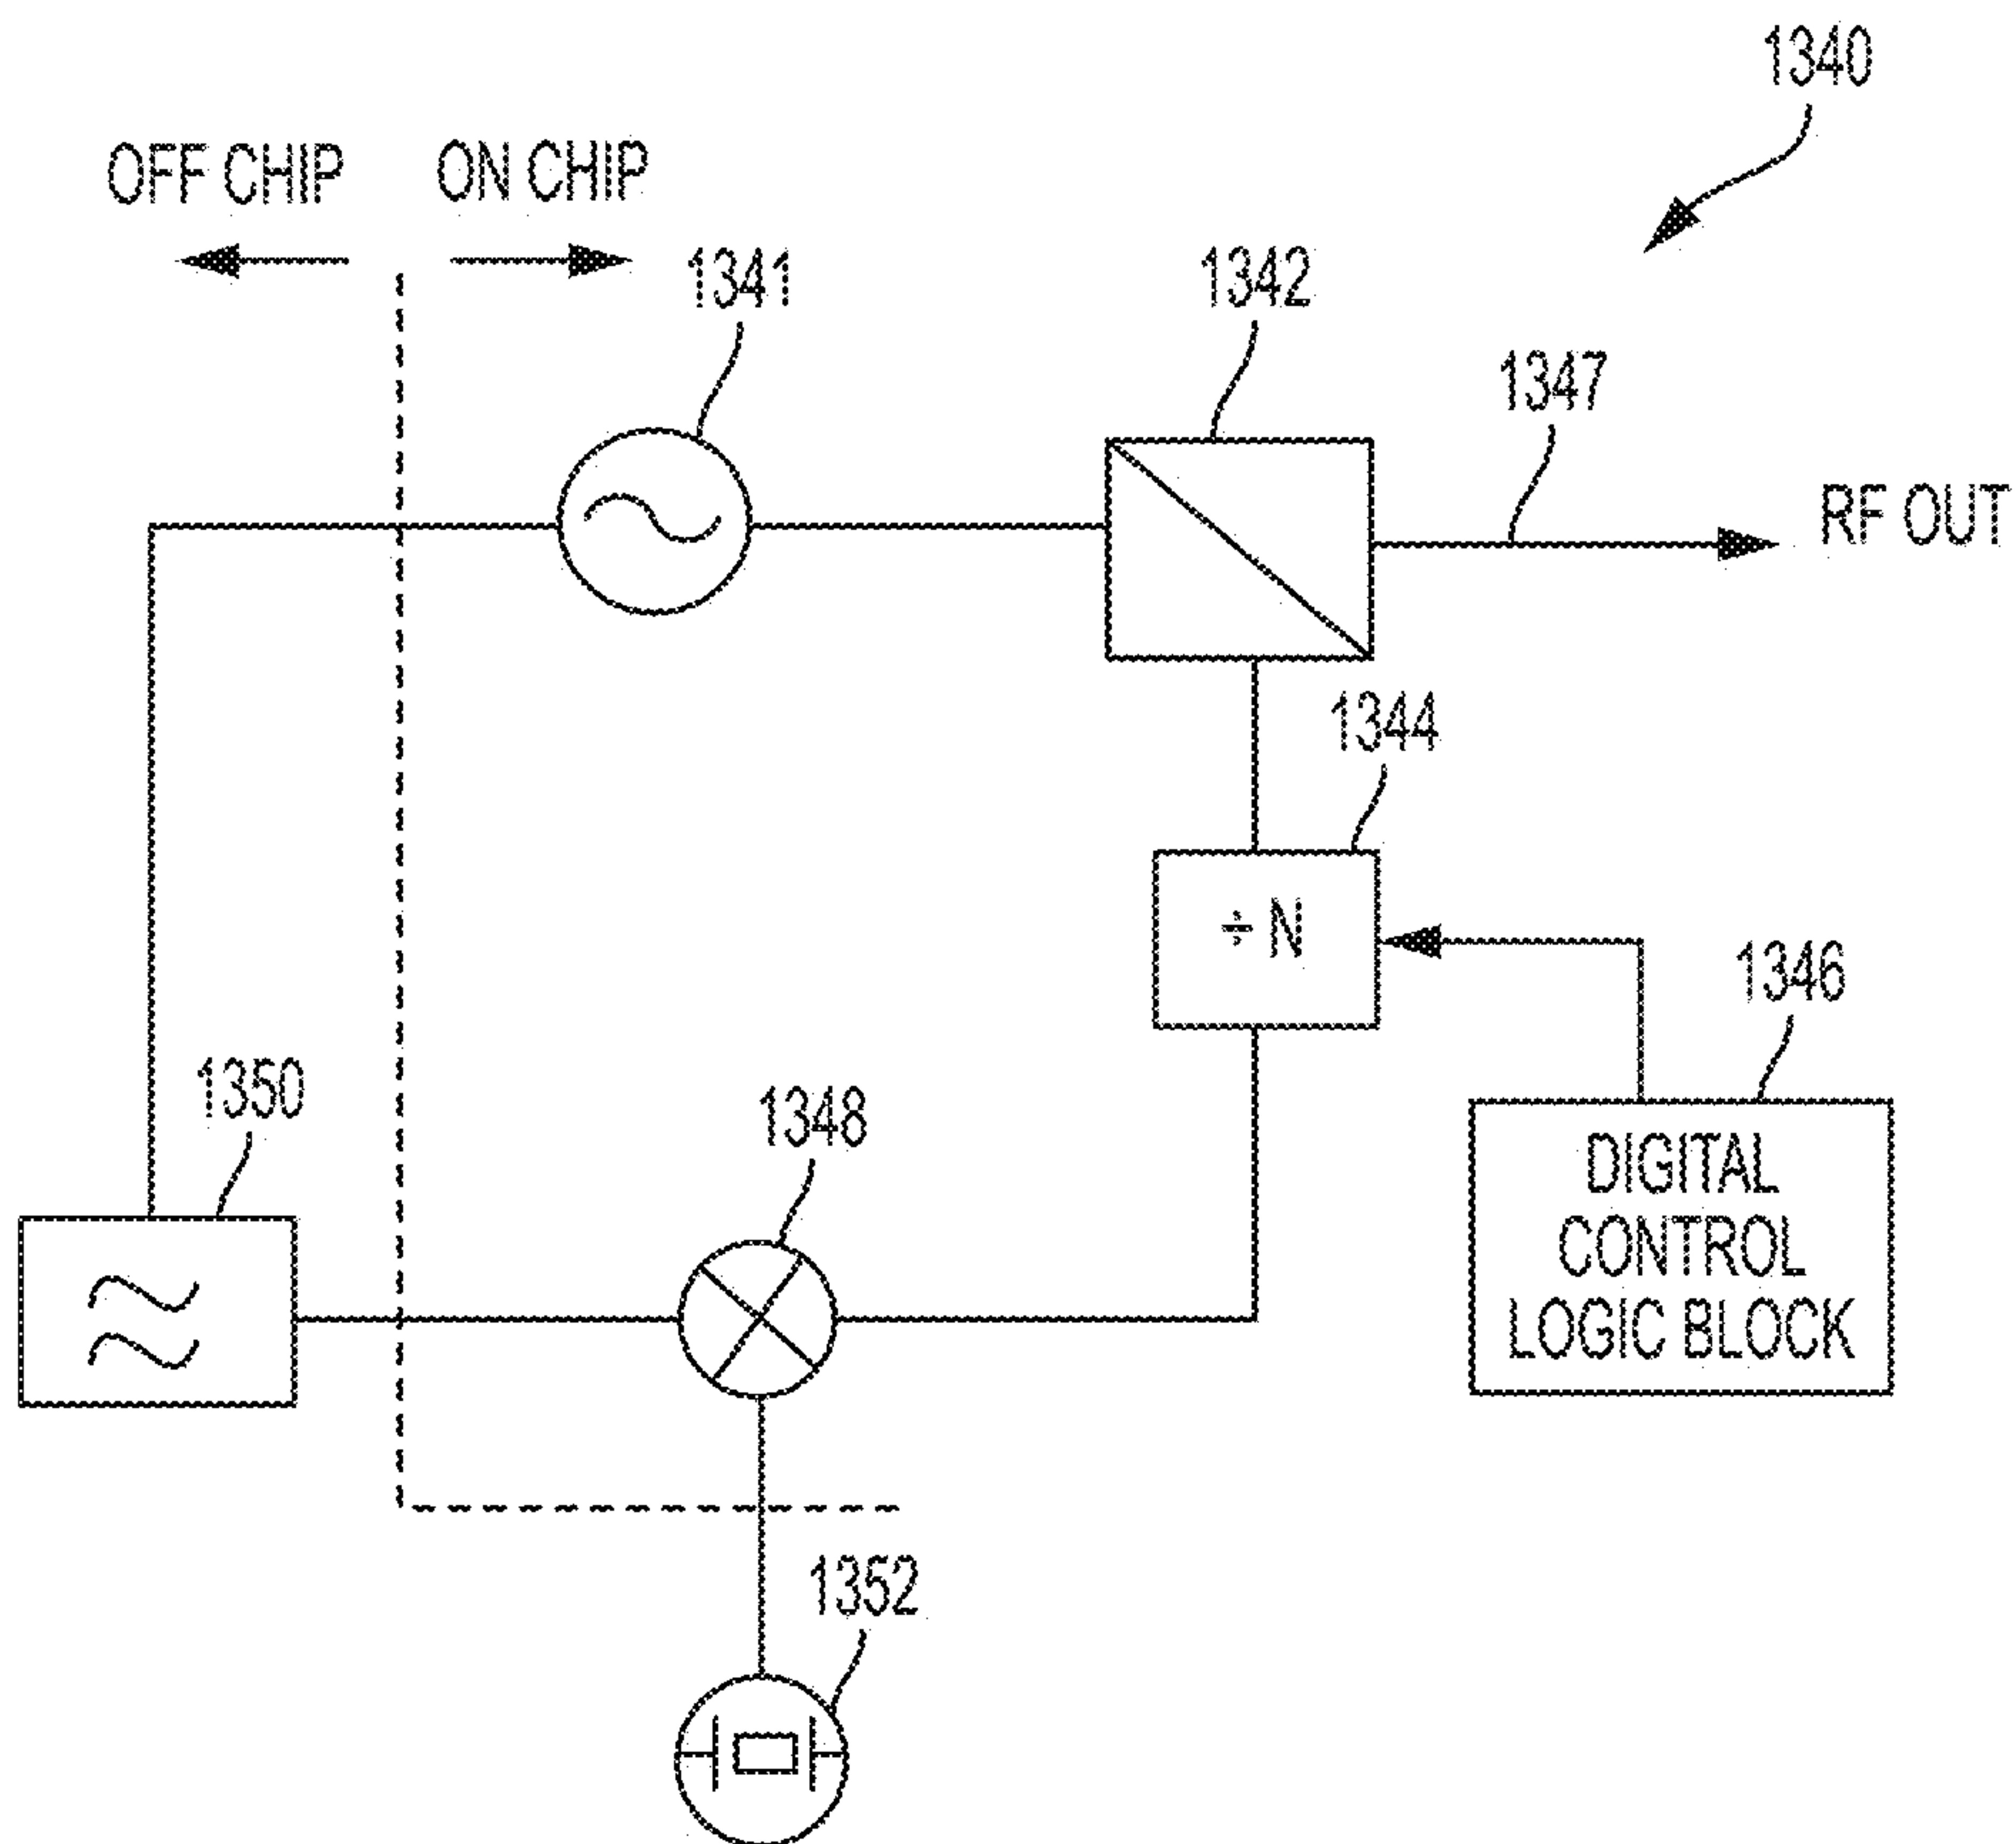 1340
OFF CHIP
ON CHIP
1341
1342
1347
RF OUT
1344
÷ N
1346
1350
1348
DIGITAL
CONTROL
LOGIC BLOCK
1352